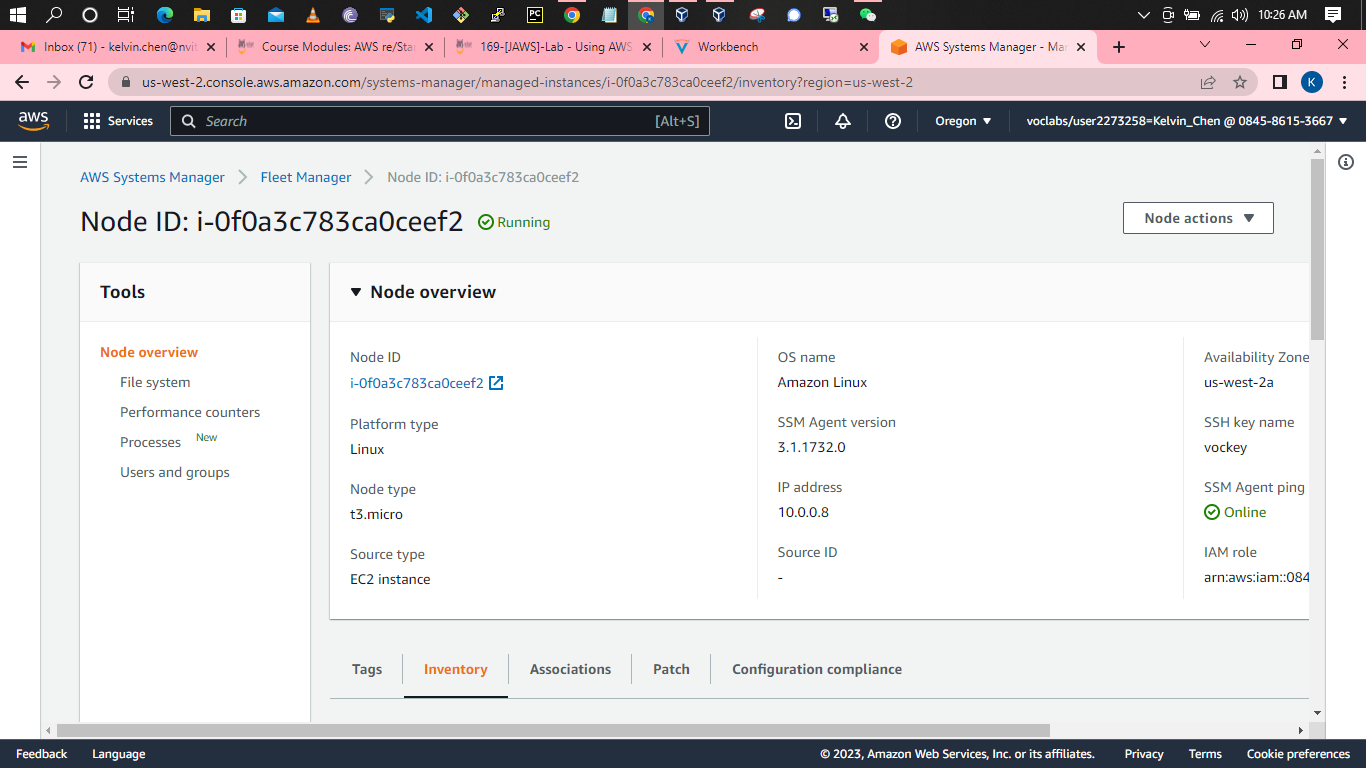 10:26 AM
Inbox (71) - kelvin.chen@nvit
Course Modules: AWS re/Star
169-[JAWS]-Lab - Using AWS
Workbench
AWS Systems Manager - Ma
us-west-2.console.aws.amazon.com/systems-manager/managed-instances/i-0f0a3c783ca0ceef2/inventory?region=us-west-2
K
aws
Services
Search
[Alt+S]
Oregon
voclabs/user2273258=Kelvin_Chen @ 0845-8615-3667
AWS Systems Manager
Fleet Manager
Node ID: i-0f0a3c783ca0ceef2
Node ID: i-0f0a3c783ca0ceef2
Running
Node actions
Tools
Node overview
File system
Performance counters
Processes New
Users and groups
Node overview
Node ID
i-0f0a3c783ca0ceef2
Platform type
Linux
Node type
t3.micro
Source type
EC2 instance
OS name
Amazon Linux
SSM Agent version
3.1.1732.0
IP address
10.0.0.8
Source ID
-
Availability Zone
us-west-2a
SSH key name
vockey
SSM Agent ping
Online
IAM role
arn:aws:iam::084
Tags
Inventory
Associations
Patch
Configuration compliance
Feedback
Language
© 2023, Amazon Web Services, Inc. or its affiliates.
Privacy
Terms
Cookie preferences